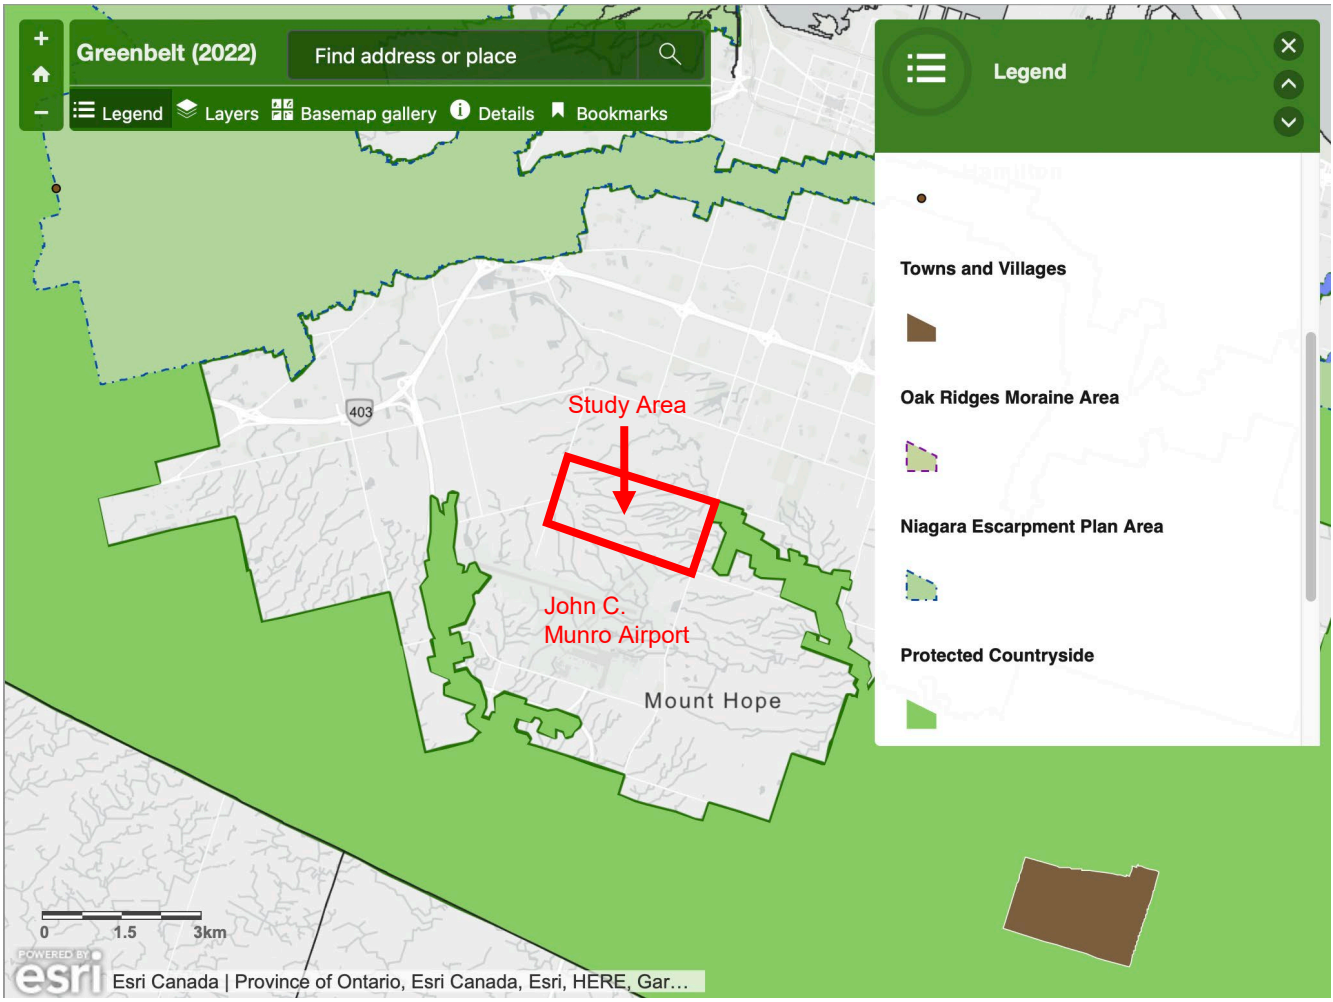 +
Greenbelt (2022)
Find address or place
−
Legend
Layers
Basemap gallery
Details
Bookmarks
Legend
Hamilton
Towns and Villages
Oak Ridges Moraine Area
Niagara Escarpment Plan Area
Protected Countryside
403
Study Area
John C.
Munro Airport
Mount Hope
0 1.5 3km
POWERED BY
esri
Esri Canada | Province of Ontario, Esri Canada, Esri, HERE, Gar...